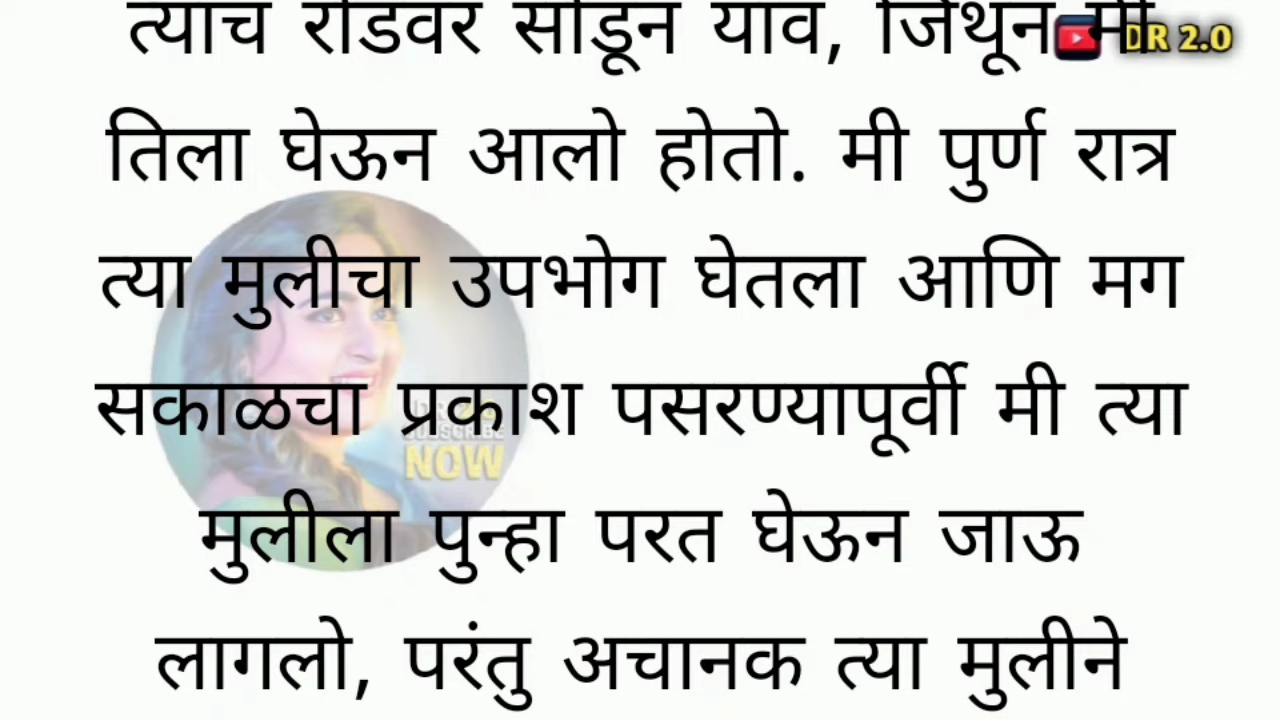 त्याच रोडवर सोडून याव, जिथून मी
DR 2.0
तिला घेऊन आलो होतो. मी पुर्ण रात्र
त्या मुलीचा उपभोग घेतला आणि मग
सकाळचा प्रकाश पसरण्यापूर्वी मी त्या
SUBSCRIBE
NOW
मुलीला पुन्हा परत घेऊन जाऊ
लागलो, परंतु अचानक त्या मुलीने